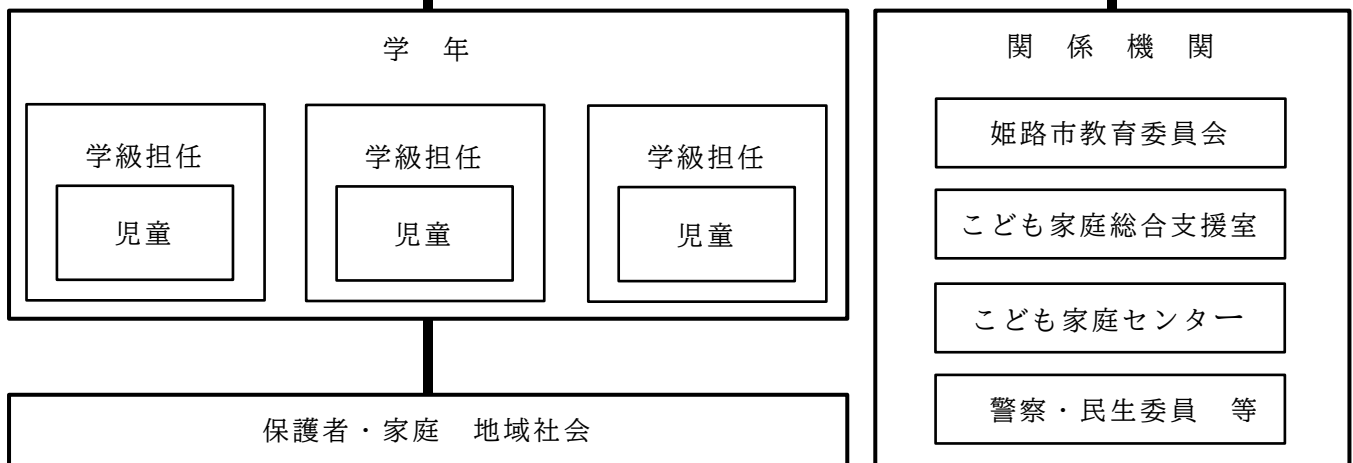 学　年
学級担任
児童
学級担任
児童
学級担任
児童
保護者・家庭　地域社会
関　係　機　関
姫路市教育委員会
こども家庭総合支援室
こども家庭センター
警察・民生委員　等